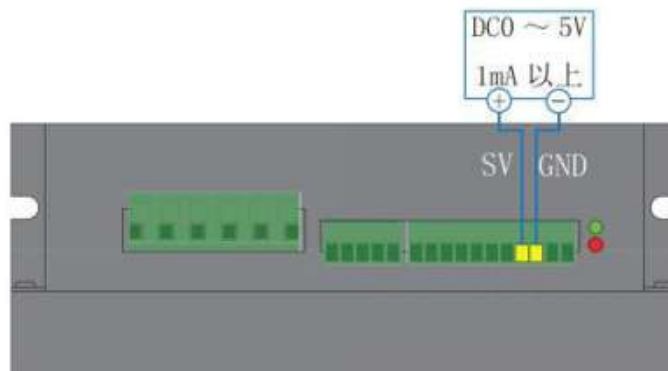 DC0 ～ 5V
1mA 以上
+ −
SV GND